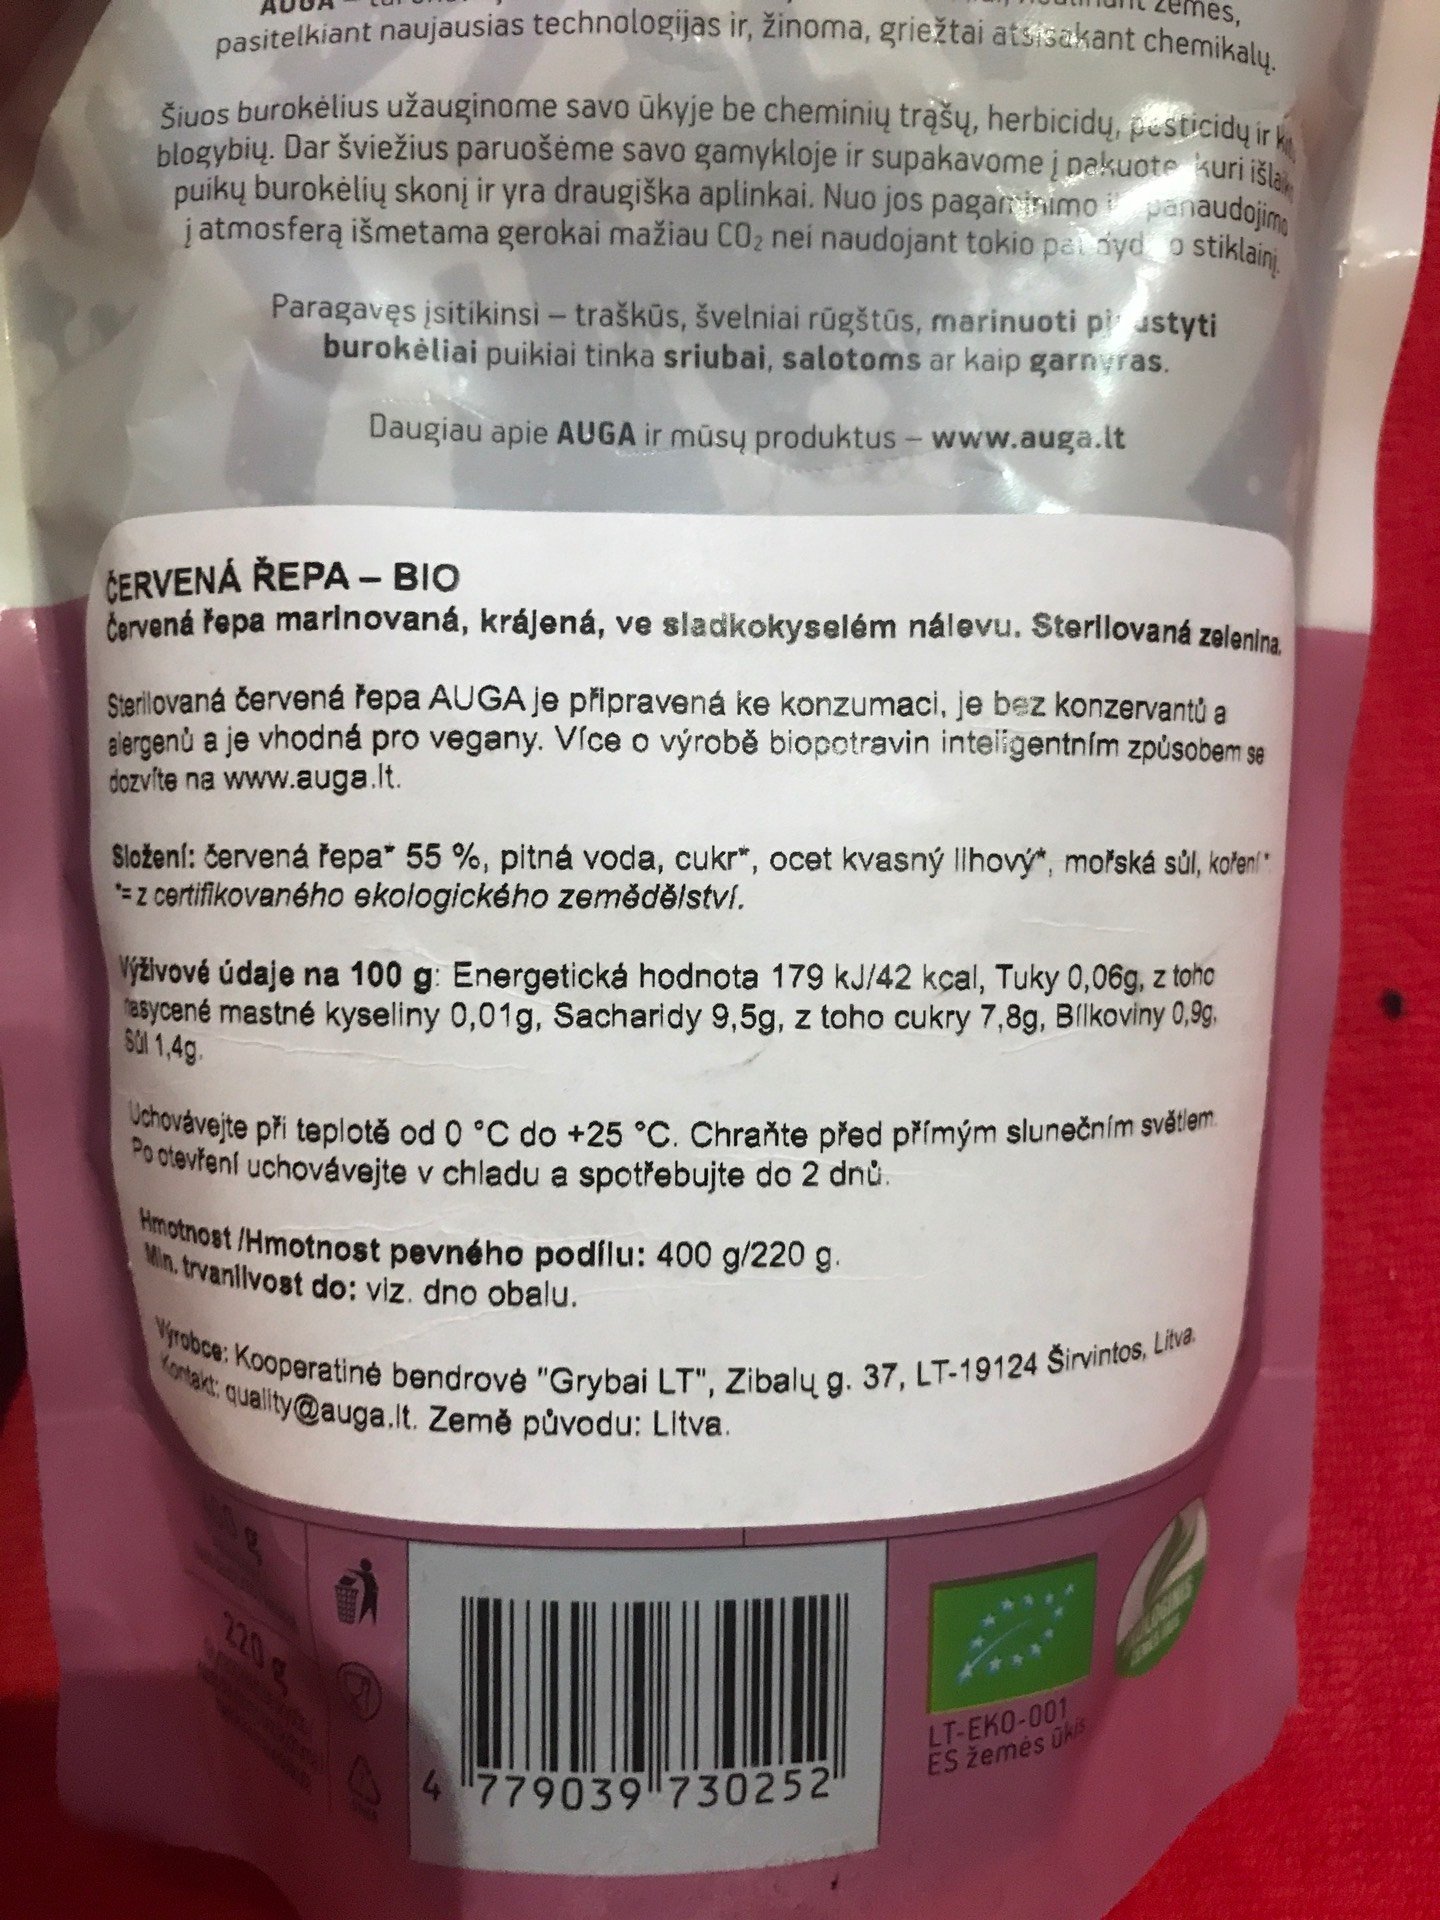 AUGA
žemės,
pasitelkiant naujausias technologijas ir, žinoma, griežtai atsisakant chemikalų.
Šiuos burokėlius užauginome savo ūkyje be cheminių trąšų, herbicidų, pesticidų ir
blogybių. Dar šviežius paruošėme savo gamykloje ir supakavome į pakuotę, kuri
puikų burokėlių skonį ir yra draugiška aplinkai. Nuo jos pagaminimo panaudojimo
į atmosferą išmetama gerokai mažiau CO₂ nei naudojant tokio stiklainį.
Paragavęs įsitikinsi – traškūs, švelniai rūgštūs, marinuoti
burokėliai puikiai tinka sriubai, salotoms ar kaip garnyras.
Daugiau apie AUGA ir mūsų produktus – www.auga.lt
ČERVENÁ ŘEPA – BIO
Červená řepa marinovaná, krájená, ve sladkokyselém nálevu. Sterilovaná zelenina.
Sterilovaná červená řepa AUGA je připravená ke konzumaci, je bez konzervantů a
alergenů a je vhodná pro vegany. Více o výrobě biopotravin inteligentním způsobem se
dozvíte na www.auga.lt.
Složení: červená řepa* 55 %, pitná voda, cukr*, ocet kvasný lihový*, mořská sůl, koření*
*= z certifikovaného ekologického zemědělství.
Výživové údaje na 100 g: Energetická hodnota 179 kJ/42 kcal, Tuky 0,06g, z toho
nasycené mastné kyseliny 0,01g, Sacharidy 9,5g, z toho cukry 7,8g, Bílkoviny 0,9g,
Sůl 1,4g.
Uchovávejte při teplotě od 0 °C do +25 °C. Chraňte před přímým slunečním světlem.
Po otevření uchovávejte v chladu a spotřebujte do 2 dnů.
Hmotnost /Hmotnost pevného podílu: 400 g/220 g.
Min. trvanlivost do: viz. dno obalu.
Výrobce: Kooperatinė bendrovė "Grybai LT", Zibalų g. 37, LT-19124 Širvintos, Litva.
Kontakt: quality@auga.lt. Země původu: Litva.
400 g
220 g
4 779039 730252
LT-EKO-001
ES žemės ūkis